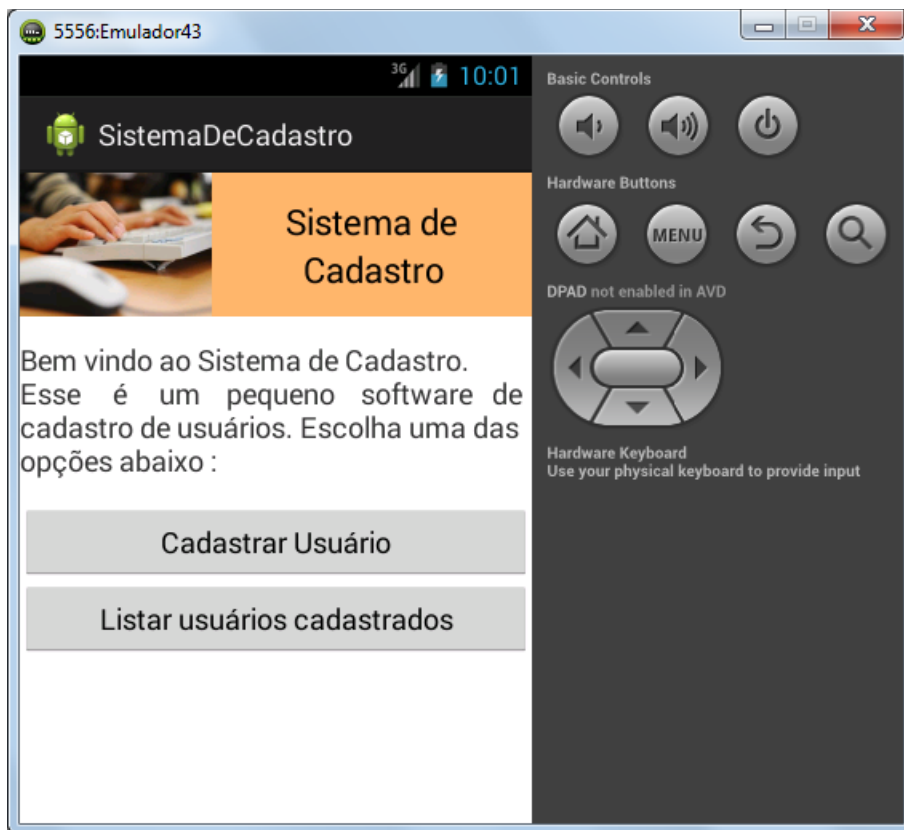 5556:Emulador43
3G 10:01
SistemaDeCadastro
Sistema de
Cadastro
Bem vindo ao Sistema de Cadastro.
Esse é um pequeno software de
cadastro de usuários. Escolha uma das
opções abaixo :
Cadastrar Usuário
Listar usuários cadastrados
Basic Controls
Hardware Buttons
MENU
DPAD not enabled in AVD
Hardware Keyboard
Use your physical keyboard to provide input